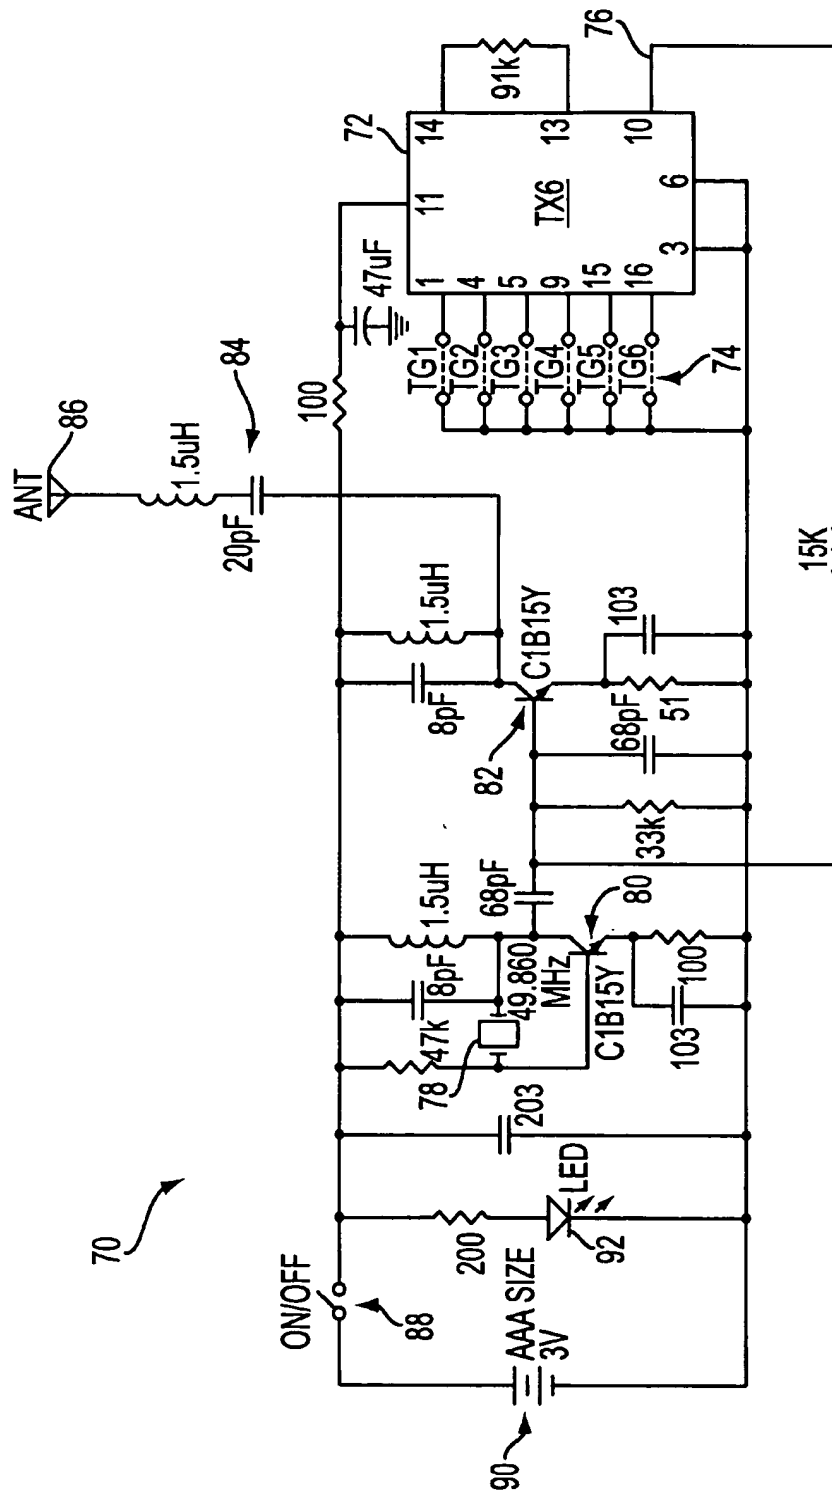 70
ON/OFF
88
90
AAA SIZE
3V
200
LED
92
203
47k
8pF
1.5uH
78
49.860
MHz
68pF
80
C1B15Y
103
100
33k
68pF
51
103
82
C1B15Y
8pF
1.5uH
ANT
86
1.5uH
20pF
84
100
47uF
72
11
14
91k
13
10
76
TX6
1
4
5
9
15
16
3
6
TG1
TG2
TG3
TG4
TG5
TG6
74
15K